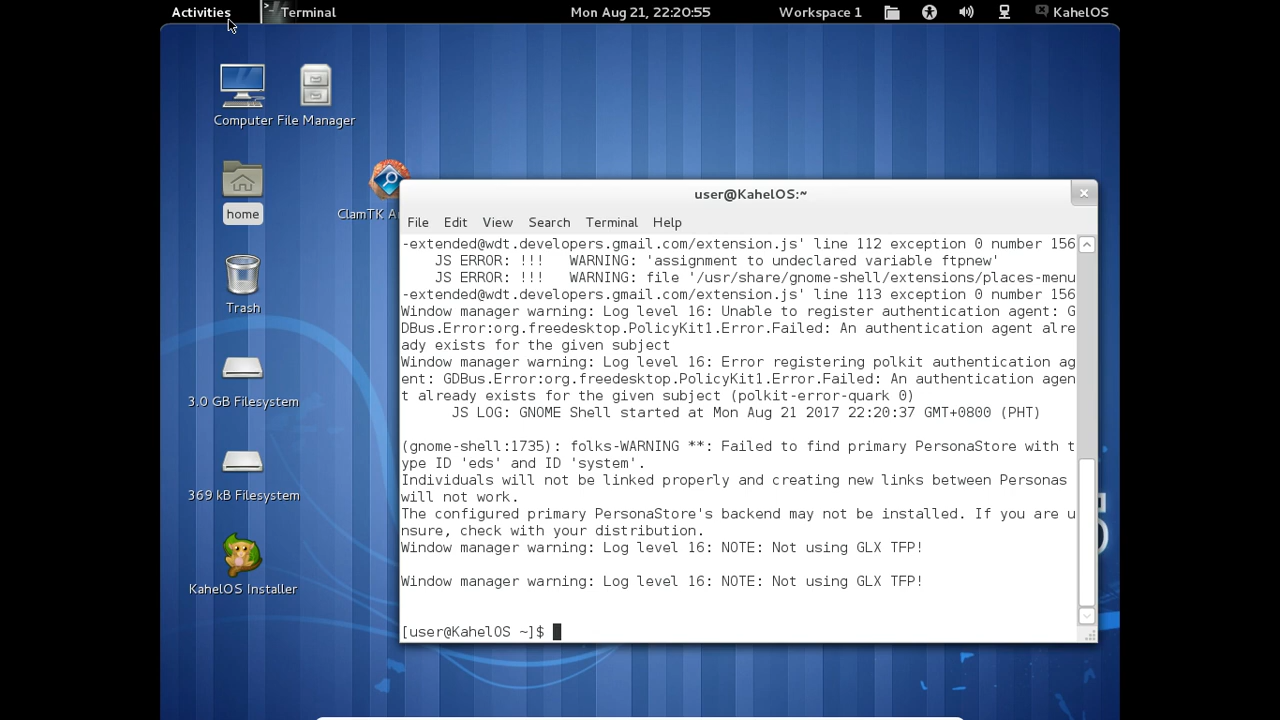 Activities
Terminal
Mon Aug 21, 22:20:55
Workspace 1
KahelOS
Computer
File Manager
home
ClamTK A
Trash
3.0 GB Filesystem
369 kB Filesystem
KahelOS Installer
user@KahelOS:~
File Edit View Search Terminal Help
-extended@wdt.developers.gmail.com/extension.js' line 112 exception 0 number 156
JS ERROR: !!!   WARNING: 'assignment to undeclared variable ftpnew'
JS ERROR: !!!   WARNING: file '/usr/share/gnome-shell/extensions/places-menu
-extended@wdt.developers.gmail.com/extension.js' line 113 exception 0 number 156
Window manager warning: Log level 16: Unable to register authentication agent: G
DBus.Error:org.freedesktop.PolicyKit1.Error.Failed: An authentication agent alre
ady exists for the given subject
Window manager warning: Log level 16: Error registering polkit authentication ag
ent: GDBus.Error:org.freedesktop.PolicyKit1.Error.Failed: An authentication agen
t already exists for the given subject (polkit-error-quark 0)
JS LOG: GNOME Shell started at Mon Aug 21 2017 22:20:37 GMT+0800 (PHT)
(gnome-shell:1735): folks-WARNING **: Failed to find primary PersonaStore with t
ype ID 'eds' and ID 'system'.
Individuals will not be linked properly and creating new links between Personas
will not work.
The configured primary PersonaStore's backend may not be installed. If you are u
nsure, check with your distribution.
Window manager warning: Log level 16: NOTE: Not using GLX TFP!
Window manager warning: Log level 16: NOTE: Not using GLX TFP!
[user@KahelOS ~]$